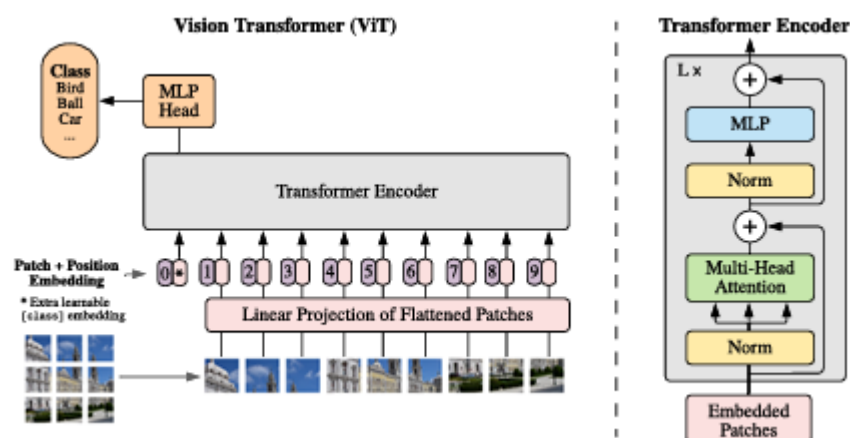 Vision Transformer (ViT)
Class
Bird
Ball
Car
...
MLP
Head
Transformer Encoder
Patch + Position
Embedding
* Extra learnable
[class] embedding
0 * 1 2 3 4 5 6 7 8 9
Linear Projection of Flattened Patches
Transformer Encoder
L x
+
MLP
Norm
+
Multi-Head
Attention
Norm
Embedded
Patches